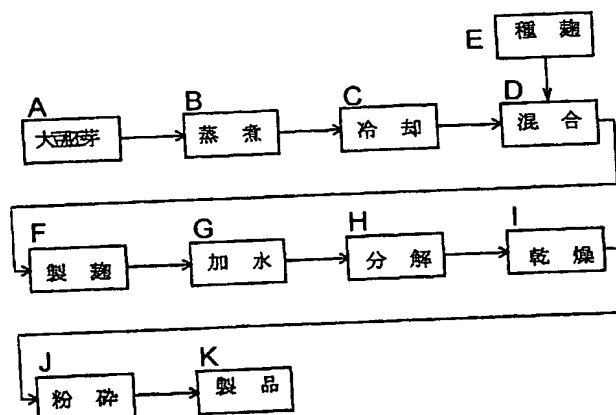 E 種麹
A B C D
大豆胚芽 蒸煮 冷却 混合
F G H I
製麹 加水 分解 乾燥
J K
粉砕 製品